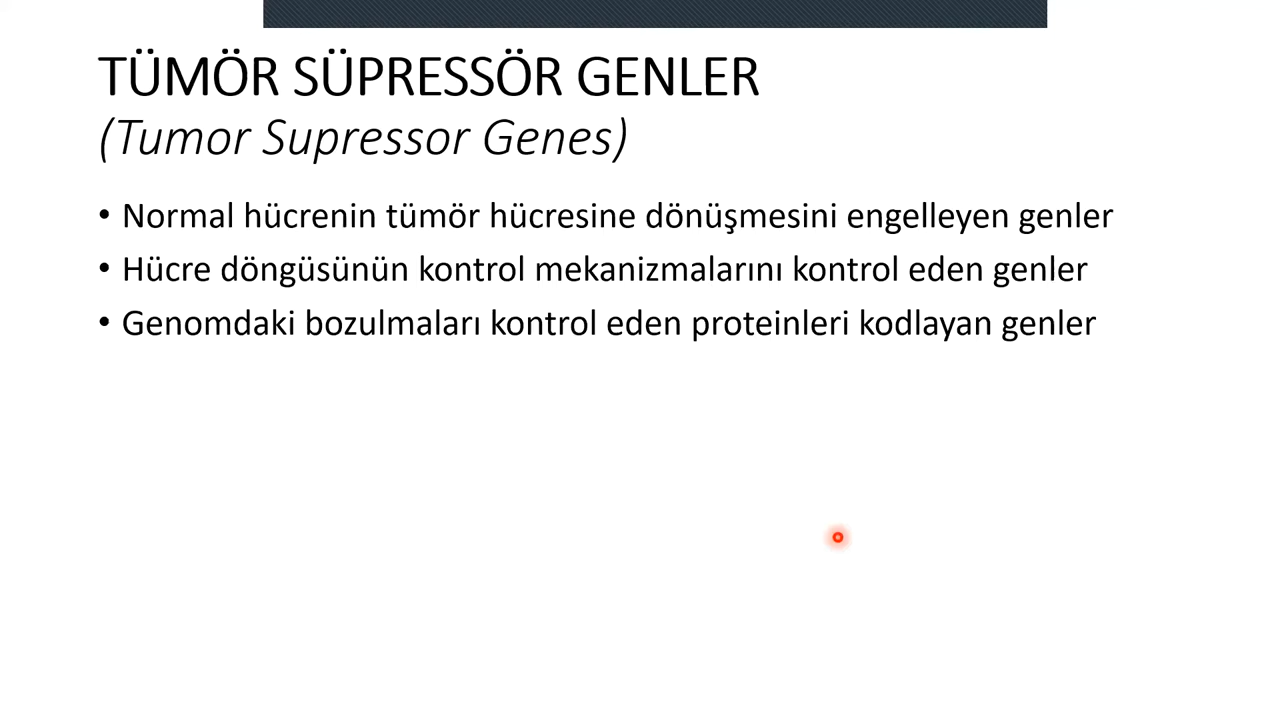 TÜMÖR SÜPRESSÖR GENLER
(Tumor Supressor Genes)
• Normal hücrenin tümör hücresine dönüşmesini engelleyen genler
• Hücre döngüsünün kontrol mekanizmalarını kontrol eden genler
• Genomdaki bozulmaları kontrol eden proteinleri kodlayan genler